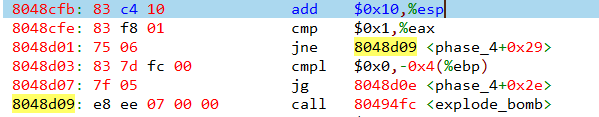 8048cfb: 83 c4 10 add $0x10,%esp
8048cfe: 83 f8 01 cmp $0x1,%eax
8048d01: 75 06 jne 8048d09 <phase_4+0x29>
8048d03: 83 7d fc 00 cmpl $0x0,-0x4(%ebp)
8048d07: 7f 05 jg 8048d0e <phase_4+0x2e>
8048d09: e8 ee 07 00 00 call 80494fc <explode_bomb>